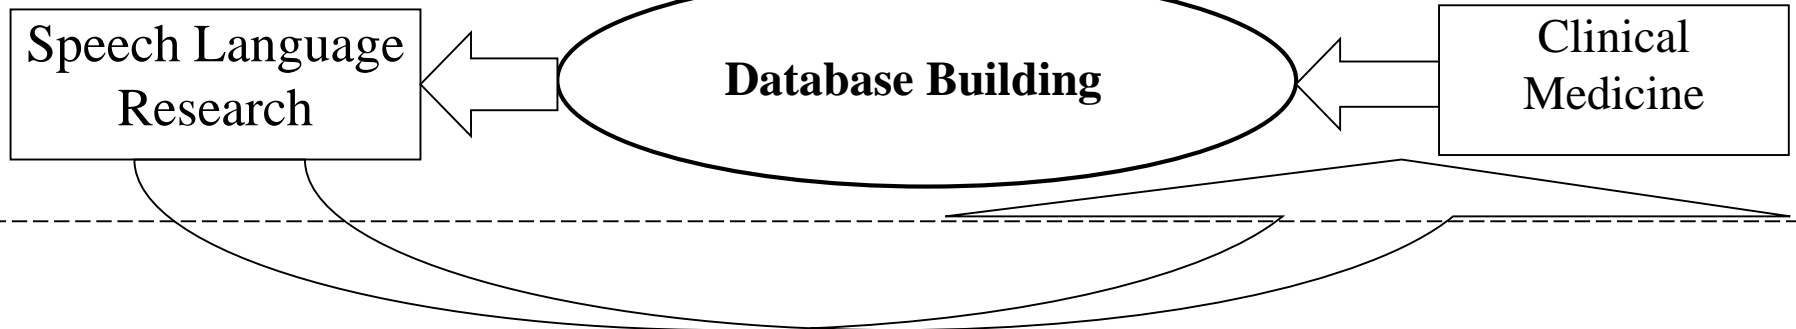 Speech Language
Research
Database Building
Clinical
Medicine